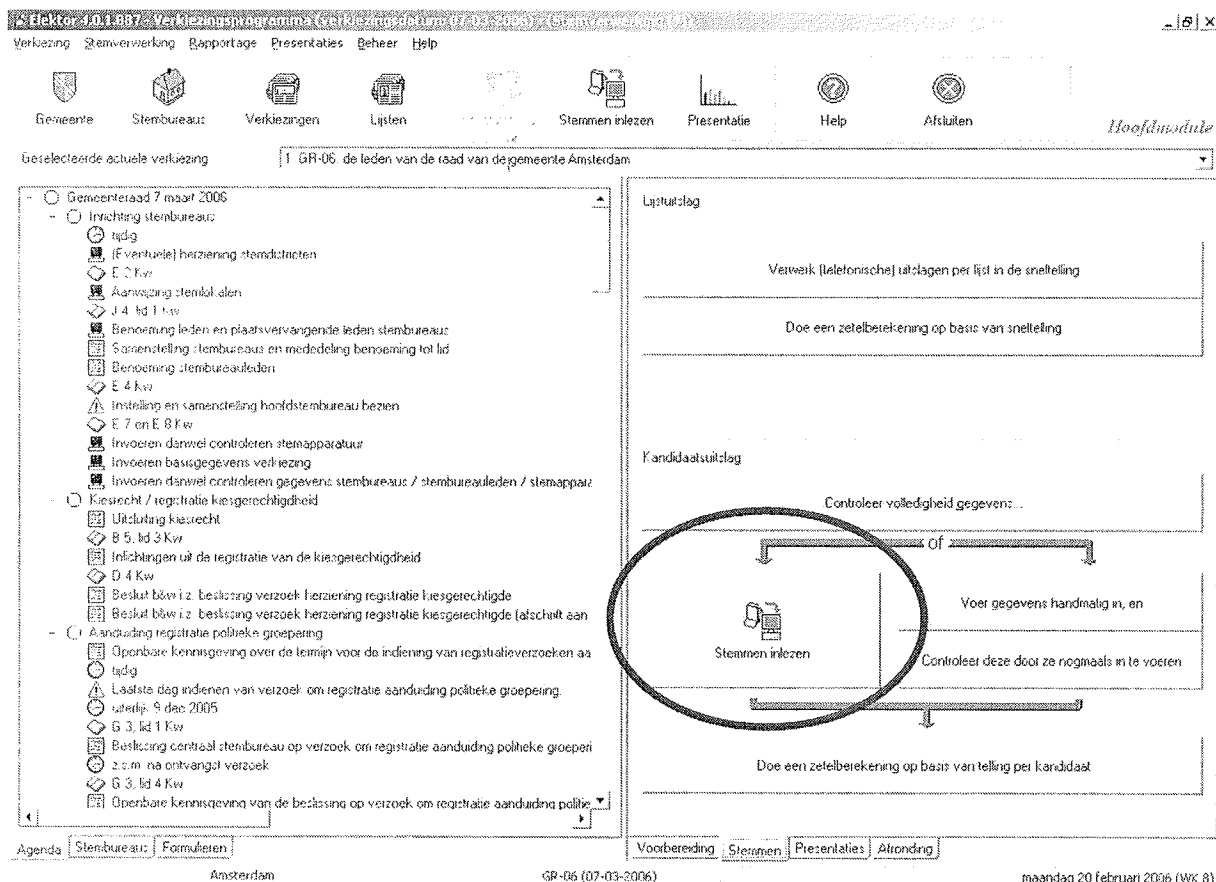 Elektor 4.0.1.887 - Verkiezingsprogramma (verkiezingsdatum 07-03-2006) -
Verkiezing Stemverwerking Rapportage Presentaties Beheer Help
Gemeente Stembureaus Verkiezingen Lijsten Stemmen inlezen Presentatie Help Afsluiten
Hoofdmodule
Geselecteerde actuele verkiezing 1 GR-06. de leden van de raad van de gemeente Amsterdam
Gemeenteraad 7 maart 2006
Inrichting stembureaus
tijdig
(Eventuele) herziening stemdistricten
E 2 Kw
Aanwijzing stemlokalen
J 4, lid 1 Kw
Benoeming leden en plaatsvervangende leden stembureaus
Samenstelling stembureaus en mededeling benoeming tot lid
Benoeming stembureauleden
E 4 Kw
Instelling en samenstelling hoofdstembureau bezien
E 7 en E 8 Kw
Invoeren danwel controleren stemapparatuur
Invoeren basisgegevens verkiezing
Invoeren danwel controleren gegevens stembureaus / stembureauleden / stemappara
Kiesrecht / registratie kiesgerechtigdheid
Uitsluiting kiesrecht
B 5, lid 3 Kw
Inlichtingen uit de registratie van de kiesgerechtigdheid
D 4 Kw
Besluit b&w i.z. beslissing verzoek herziening registratie kiesgerechtigde
Besluit b&w i.z. beslissing verzoek herziening registratie kiesgerechtigde (afschrift aan
Aanduiding registratie politieke groepering
Openbare kennisgeving over de termijn voor de indiening van registratieverzoeken aa
tijdig
Laatste dag indienen van verzoek om registratie aanduiding politieke groepering.
uiterlijk 9 dec 2005
G 3, lid 1 Kw
Beslissing centraal stembureau op verzoek om registratie aanduiding politieke groeperi
z.s.m. na ontvangst verzoek
G 3, lid 4 Kw
Openbare kennisgeving van de beslissing op verzoek om registratie aanduiding politie
Agenda Stembureaus Formulieren
Lijstuitslag
Verwerk (telefonische) uitslagen per lijst in de sneltelling
Doe een zetelberekening op basis van sneltelling
Kandidaatsuitslag
Controleer volledigheid gegevens...
of
Stemmen inlezen
Voer gegevens handmatig in, en
Controleer deze door ze nogmaals in te voeren
Doe een zetelberekening op basis van telling per kandidaat
Voorbereiding Stemmen Presentaties Afronding
Amsterdam GR-06 (07-03-2006) maandag 20 februari 2006 (WK 8)